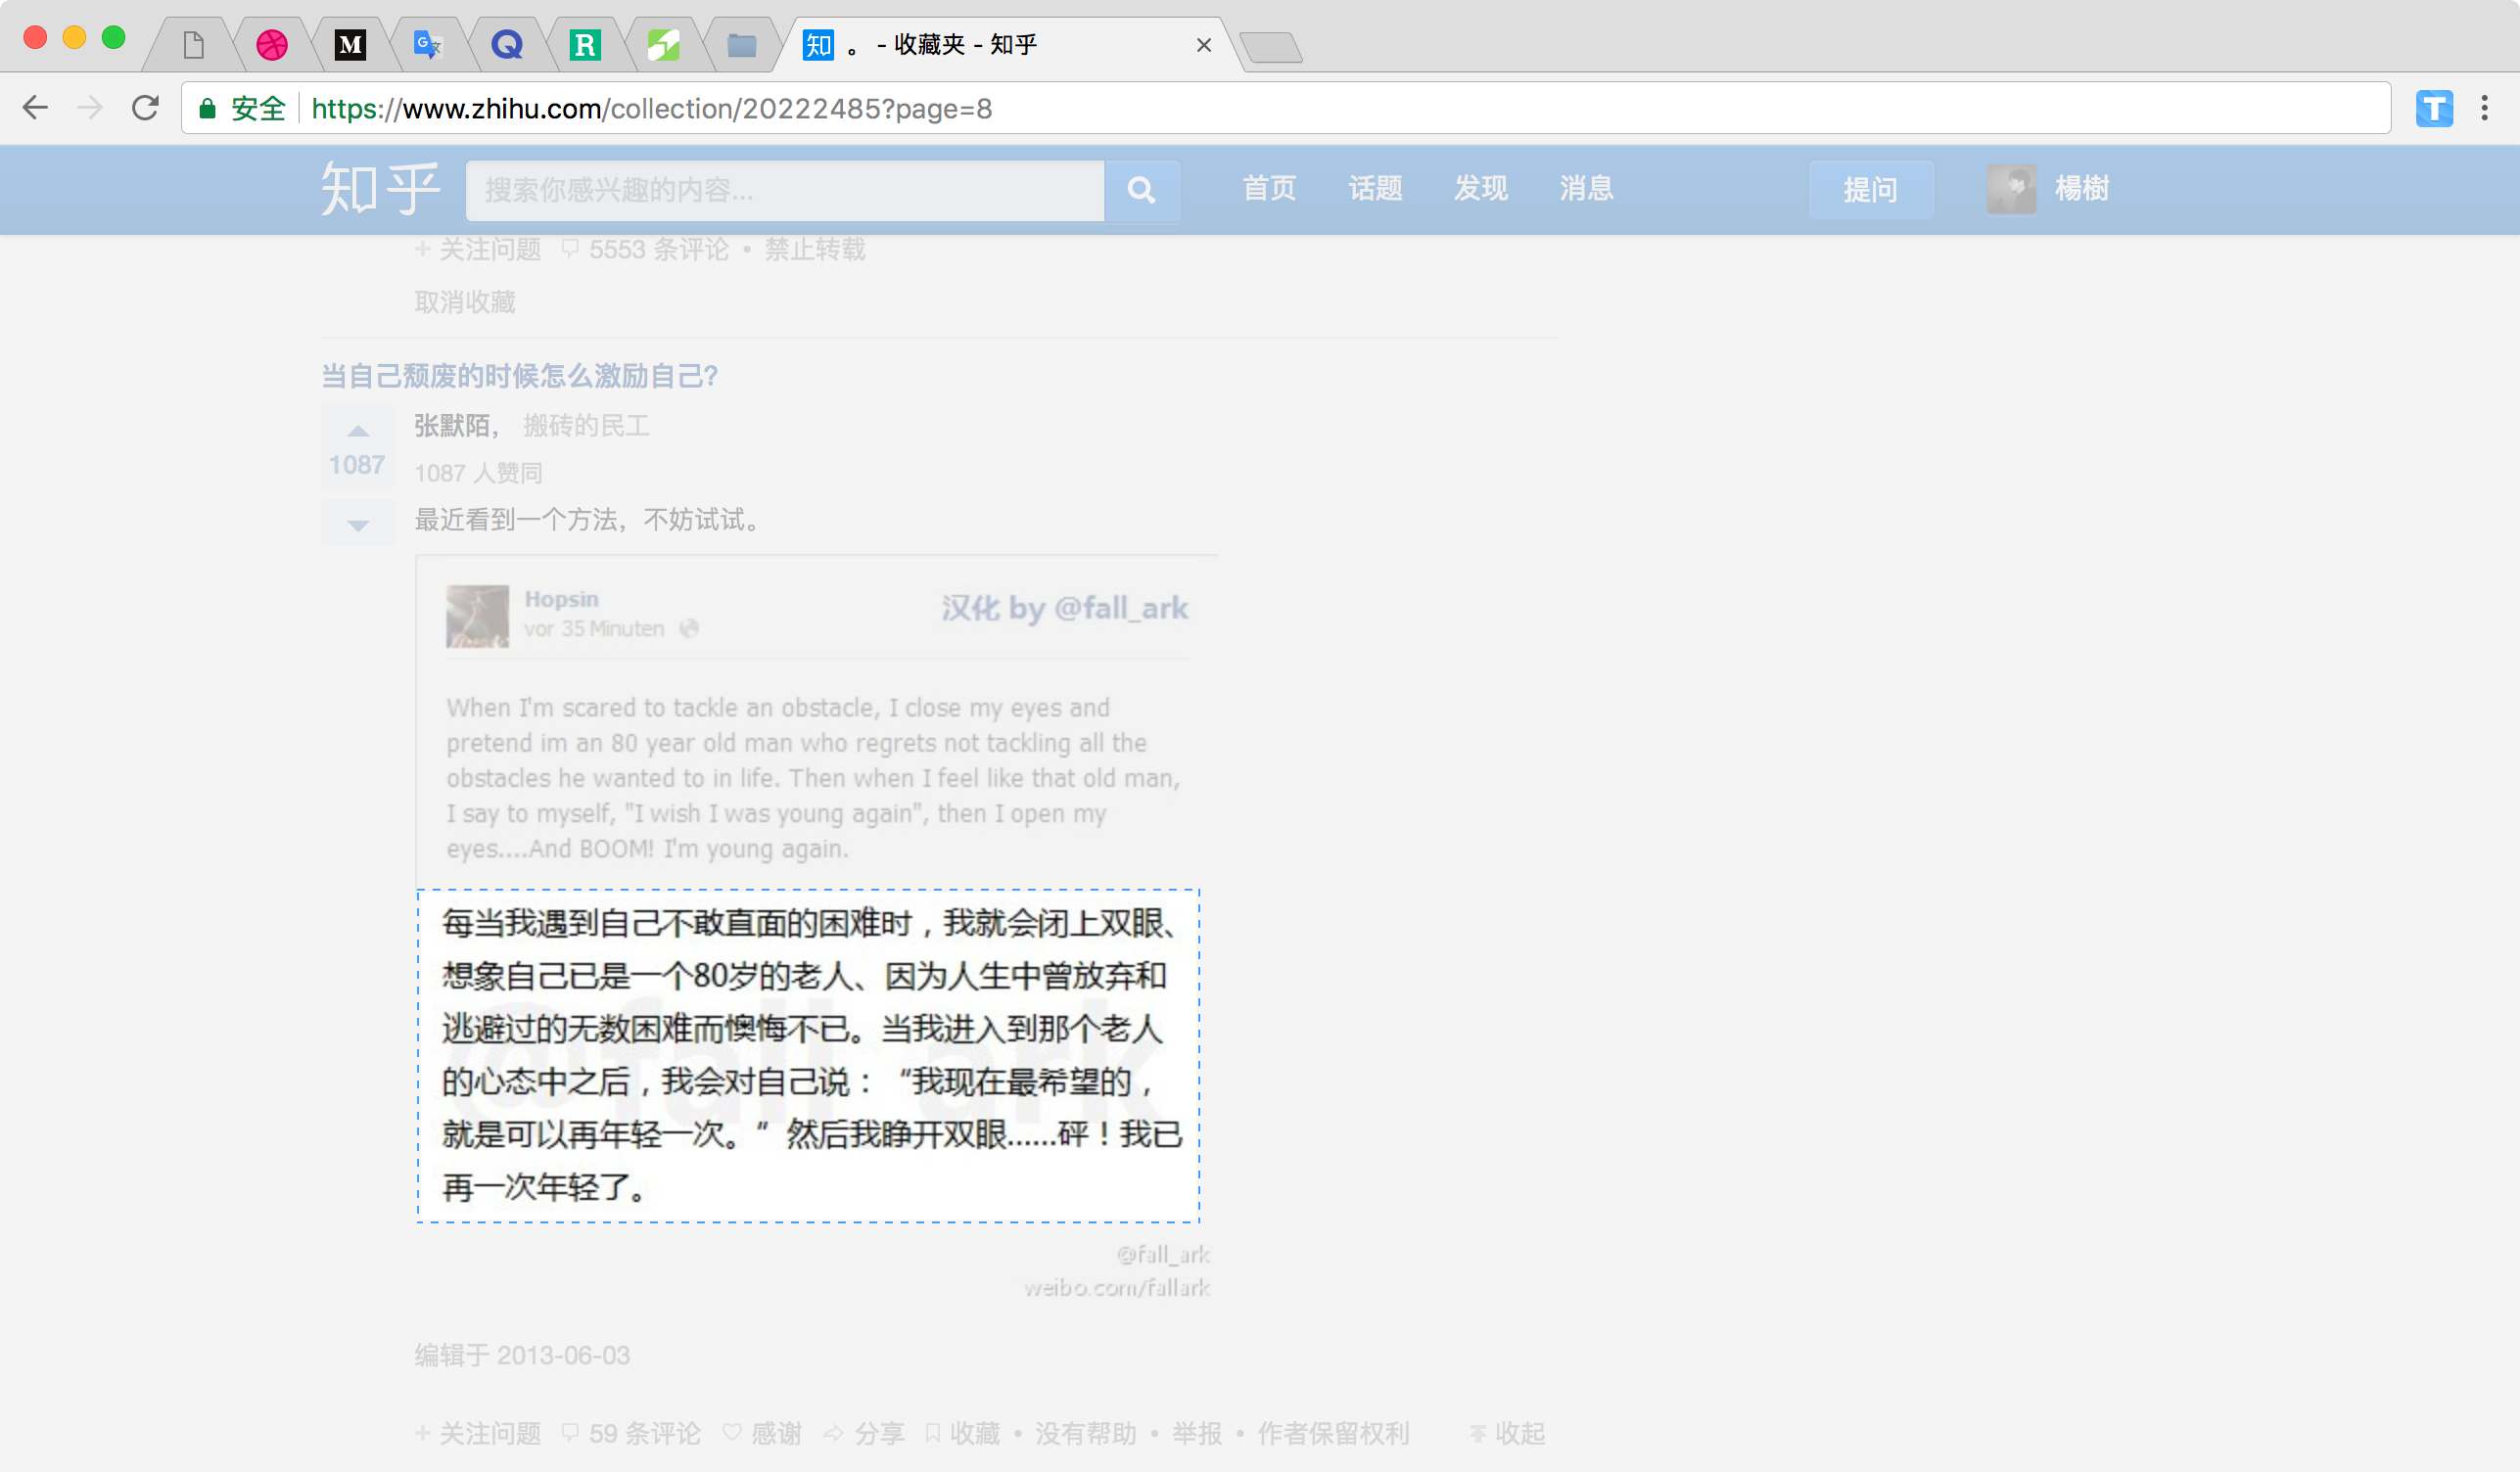 知 。 - 收藏夹 - 知乎
安全 https://www.zhihu.com/collection/20222485?page=8
知乎 搜索你感兴趣的内容... 首页 话题 发现 消息 提问 楊樹
+ 关注问题 5553 条评论 • 禁止转载
取消收藏
当自己颓废的时候怎么激励自己?
张默陌， 搬砖的民工
1087
1087 人赞同
最近看到一个方法，不妨试试。
Hopsin
vor 35 Minuten
汉化 by @fall_ark
When I'm scared to tackle an obstacle, I close my eyes and
pretend im an 80 year old man who regrets not tackling all the
obstacles he wanted to in life. Then when I feel like that old man,
I say to myself, "I wish I was young again", then I open my
eyes....And BOOM! I'm young again.
每当我遇到自己不敢直面的困难时，我就会闭上双眼、
想象自己已是一个80岁的老人、因为人生中曾放弃和
逃避过的无数困难而懊悔不已。当我进入到那个老人
的心态中之后，我会对自己说：“我现在最希望的，
就是可以再年轻一次。”然后我睁开双眼......砰！我已
再一次年轻了。
@fall_ark
@fall_ark
weibo.com/fallark
编辑于 2013-06-03
+ 关注问题 59 条评论 感谢 分享 收藏 • 没有帮助 • 举报 • 作者保留权利 收起